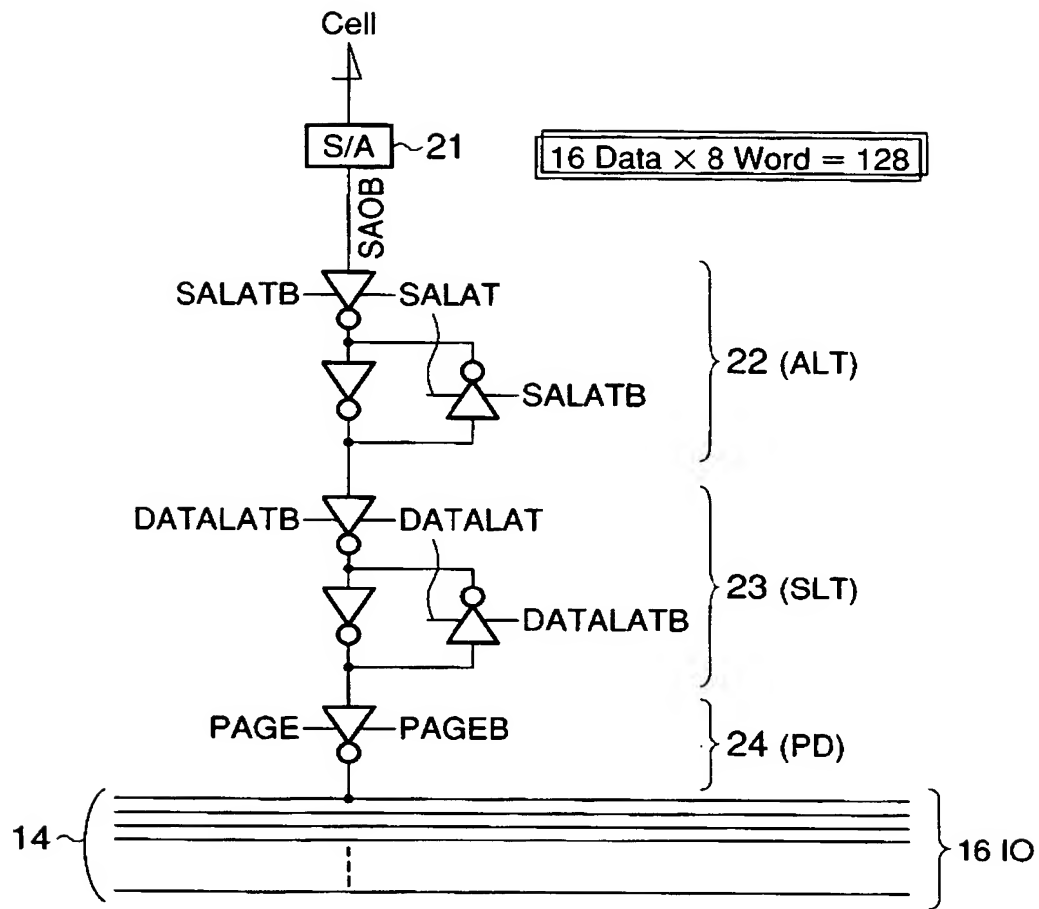 Cell
S/A 21
16 Data × 8 Word = 128
SAOB
SALATB SALAT
SALATB
22 (ALT)
DATALATB DATALAT
DATALATB
23 (SLT)
PAGE PAGEB
24 (PD)
14
16 IO